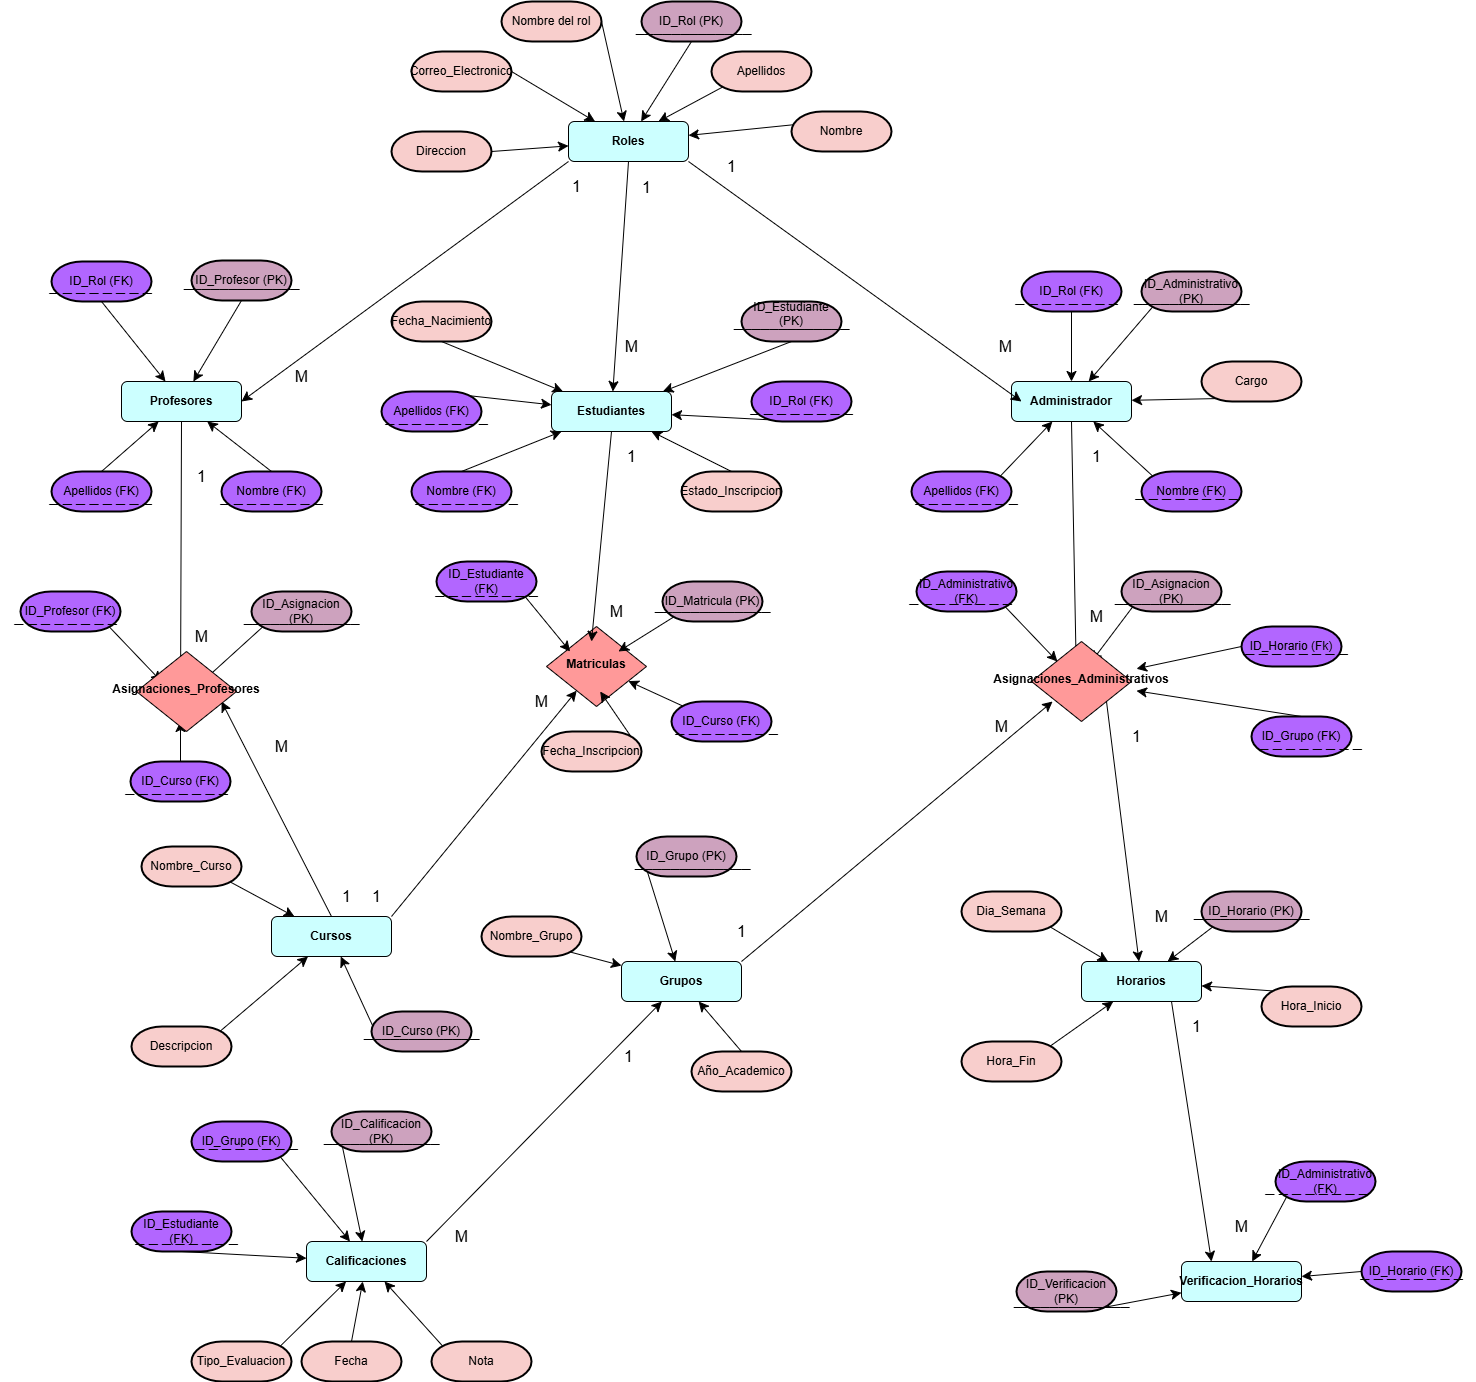 Nombre del rol
ID_Rol (PK)
Correo_Electronico
Apellidos
Nombre
Direccion
Roles
1
1
1
ID_Rol (FK)
ID_Profesor (PK)
Fecha_Nacimiento
ID_Estudiante
(PK)
ID_Rol (FK)
ID_Administrativo
(PK)
M
M
M
Cargo
Profesores
Estudiantes
Administrador
Apellidos (FK)
ID_Rol (FK)
1
1
1
Apellidos (FK)
Nombre (FK)
Nombre (FK)
Estado_Inscripcion
Apellidos (FK)
Nombre (FK)
ID_Profesor (FK)
ID_Asignacion
(PK)
ID_Estudiante
(FK)
ID_Matricula (PK)
ID_Administrativo
(FK)
ID_Asignacion
(PK)
M
M
M
ID_Horario (Fk)
Asignaciones_Profesores
Matriculas
Asignaciones_Administrativos
M
M
M
1
ID_Curso (FK)
ID_Grupo (FK)
Fecha_Inscripcion
ID_Curso (FK)
Nombre_Curso
ID_Grupo (PK)
1
1
Cursos
Nombre_Grupo
1
Dia_Semana
M
ID_Horario (PK)
Grupos
Horarios
Hora_Inicio
Descripcion
ID_Curso (PK)
1
1
Año_Academico
Hora_Fin
ID_Grupo (FK)
ID_Calificacion
(PK)
ID_Estudiante
(FK)
M
M
ID_Administrativo
(FK)
Calificaciones
Verificacion_Horarios
ID_Verificacion
(PK)
ID_Horario (FK)
Tipo_Evaluacion
Fecha
Nota